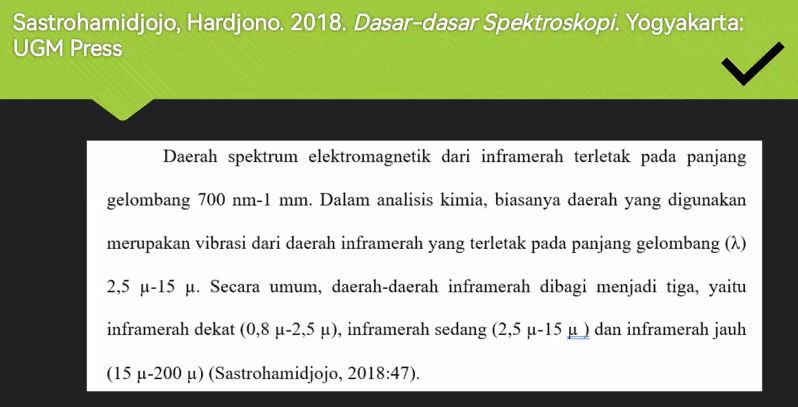 Sastrohamidjojo, Hardjono. 2018. Dasar-dasar Spektroskopi. Yogyakarta:
UGM Press
Daerah spektrum elektromagnetik dari inframerah terletak pada panjang
gelombang 700 nm-1 mm. Dalam analisis kimia, biasanya daerah yang digunakan
merupakan vibrasi dari daerah inframerah yang terletak pada panjang gelombang (λ)
2,5 μ-15 μ. Secara umum, daerah-daerah inframerah dibagi menjadi tiga, yaitu
inframerah dekat (0,8 μ-2,5 μ), inframerah sedang (2,5 μ-15 μ ) dan inframerah jauh
(15 μ-200 μ) (Sastrohamidjojo, 2018:47).